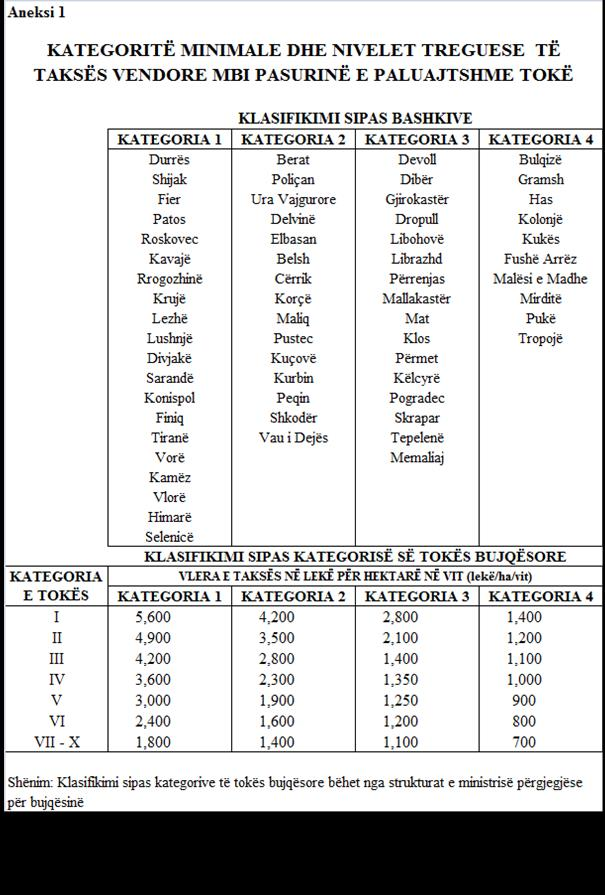 Aneksi 1
KATEGORITË MINIMALE DHE NIVELET TREGUESE TË
TAKSËS VENDORE MBI PASURINË E PALUAJTSHME TOKË
KLASIFIKIMI SIPAS BASHKIVE
KATEGORIA 1 KATEGORIA 2 KATEGORIA 3 KATEGORIA 4
Durrës Berat Devoll Bulqizë
Shijak Poliçan Dibër Gramsh
Fier Ura Vajgurore Gjirokastër Has
Patos Delvinë Dropull Kolonjë
Roskovec Elbasan Libohovë Kukës
Kavajë Belsh Librazhd Fushë Arrëz
Rrogozhinë Cërrik Përrenjas Malësi e Madhe
Krujë Korçë Mallakastër Mirditë
Lezhë Maliq Mat Pukë
Lushnjë Pustec Klos Tropojë
Divjakë Kuçovë Përmet
Sarandë Kurbin Këlcyrë
Konispol Peqin Pogradec
Finiq Shkodër Skrapar
Tiranë Vau i Dejës Tepelenë
Vorë Memaliaj
Kamëz
Vlorë
Himarë
Selenicë
KLASIFIKIMI SIPAS KATEGORISË SË TOKËS BUJQËSORE
KATEGORIA VLERA E TAKSËS NË LEKË PËR HEKTARË NË VIT (lekë/ha/vit)
E TOKËS KATEGORIA 1 KATEGORIA 2 KATEGORIA 3 KATEGORIA 4
I 5,600 4,200 2,800 1,400
II 4,900 3,500 2,100 1,200
III 4,200 2,800 1,400 1,100
IV 3,600 2,300 1,350 1,000
V 3,000 1,900 1,250 900
VI 2,400 1,600 1,200 800
VII - X 1,800 1,400 1,100 700
Shënim: Klasifikimi sipas kategorive të tokës bujqësore bëhet nga strukturat e ministrisë përgjegjëse
për bujqësinë